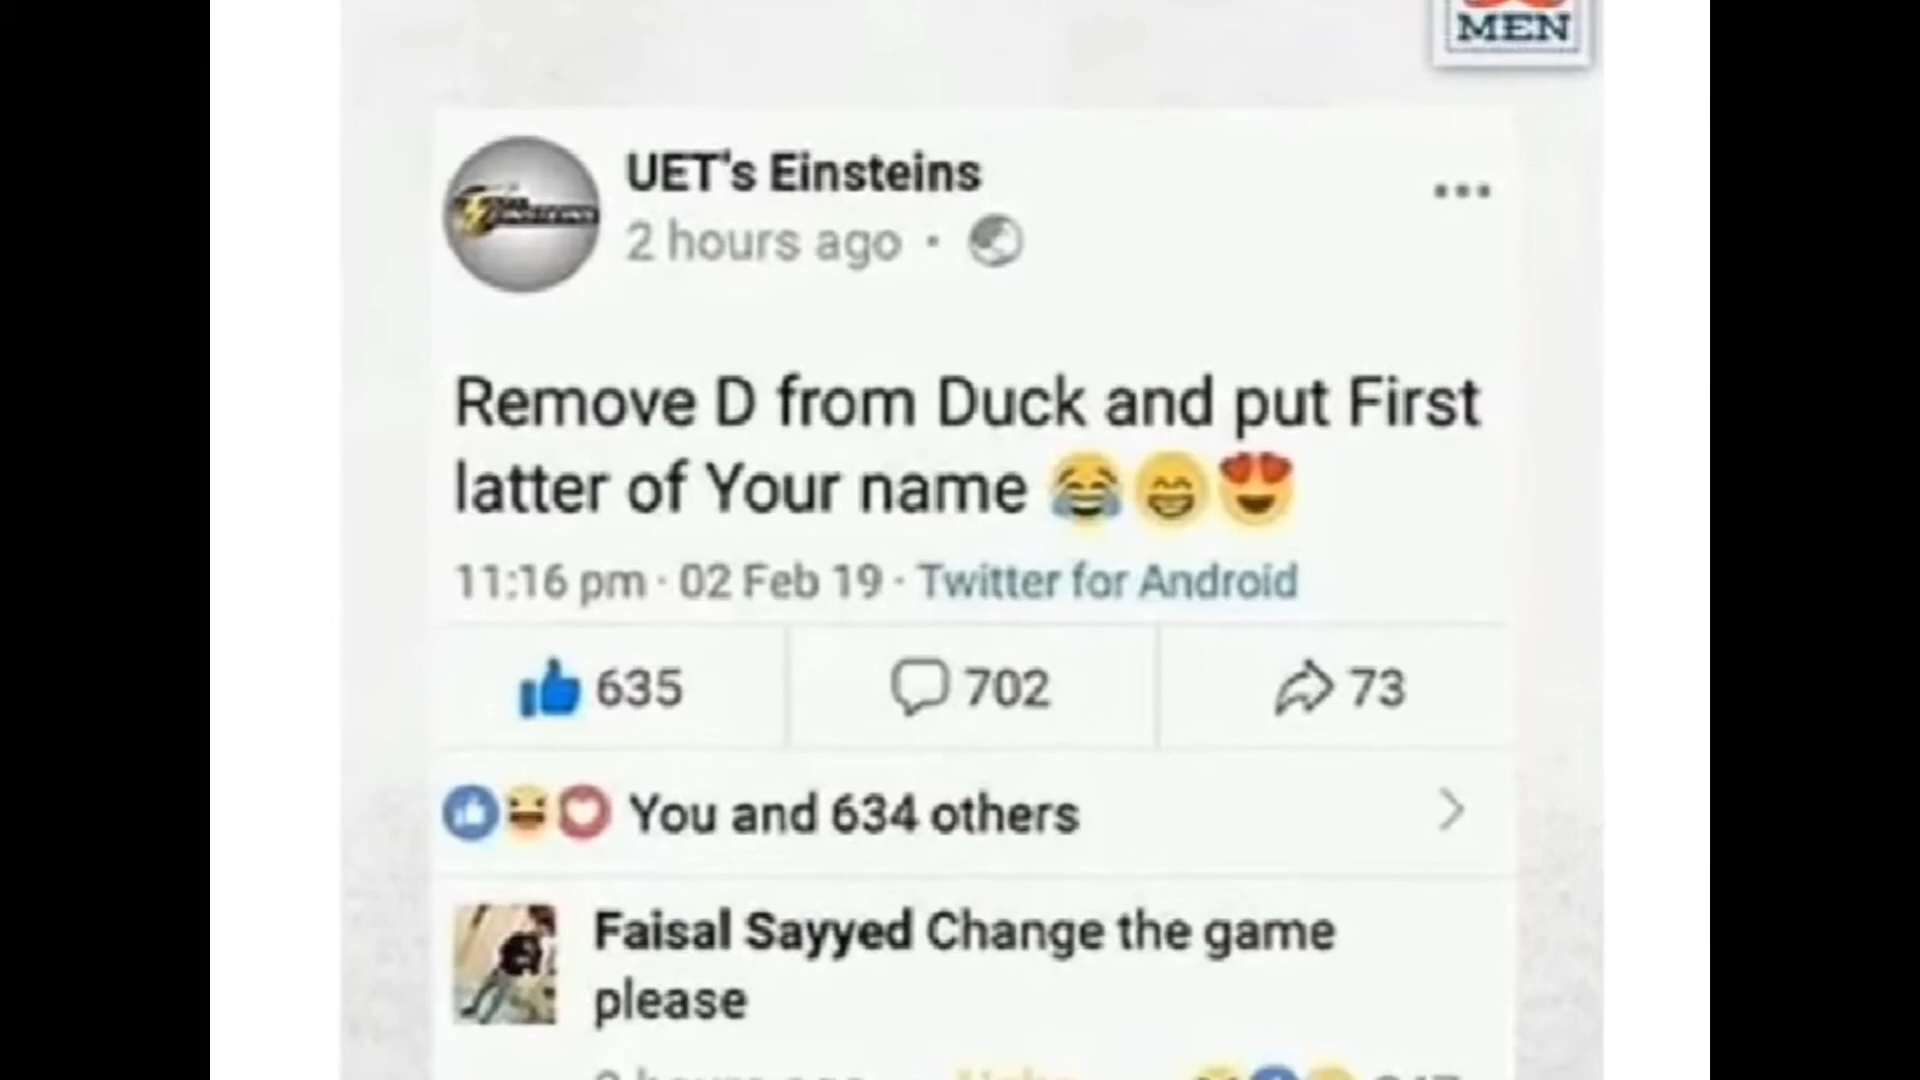 MEN
UET's Einsteins
2 hours ago ·
Remove D from Duck and put First
latter of Your name 😂😁😍
11:16 pm · 02 Feb 19 · Twitter for Android
635 702 73
You and 634 others
Faisal Sayyed Change the game
please